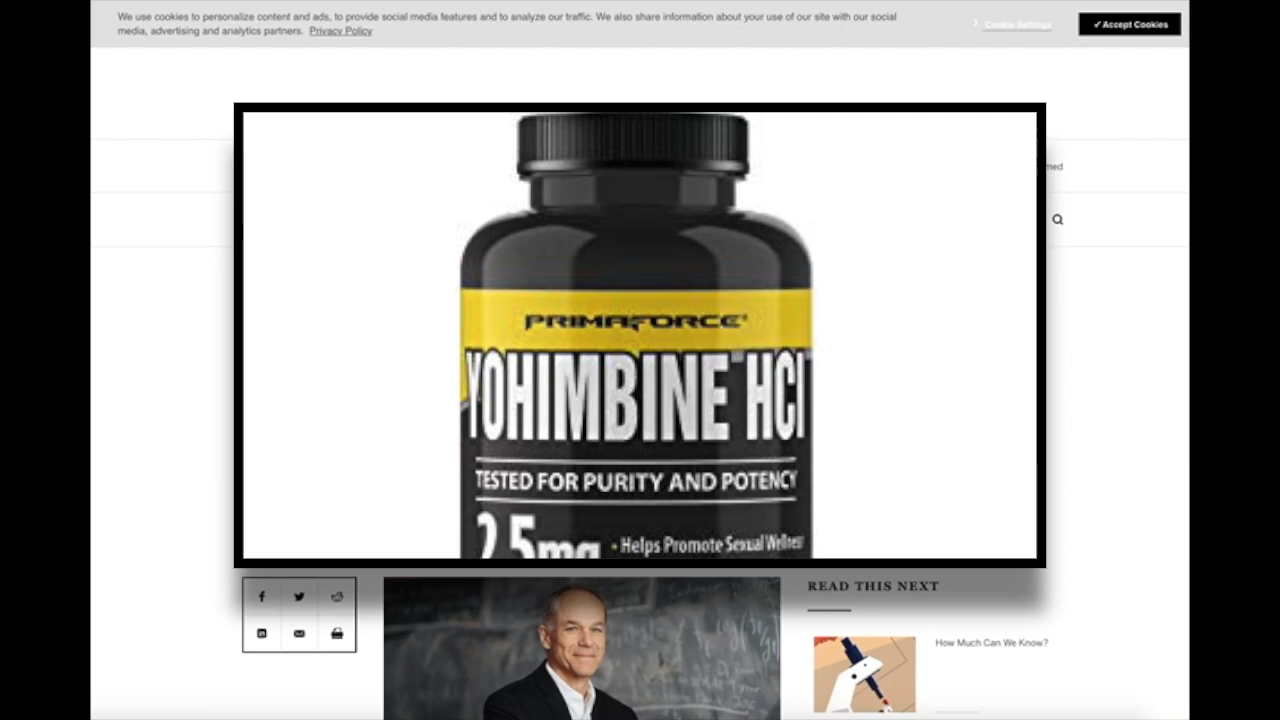 We use cookies to personalize content and ads, to provide social media features and to analyze our traffic. We also share information about your use of our site with our social
media, advertising and analytics partners. Privacy Policy
Cookie Settings
✓Accept Cookies
PRIMAFORCE®
YOHIMBINE HCl
TESTED FOR PURITY AND POTENCY
2.5mg
• Helps Promote Sexual Wellness
READ THIS NEXT
How Much Can We Know?